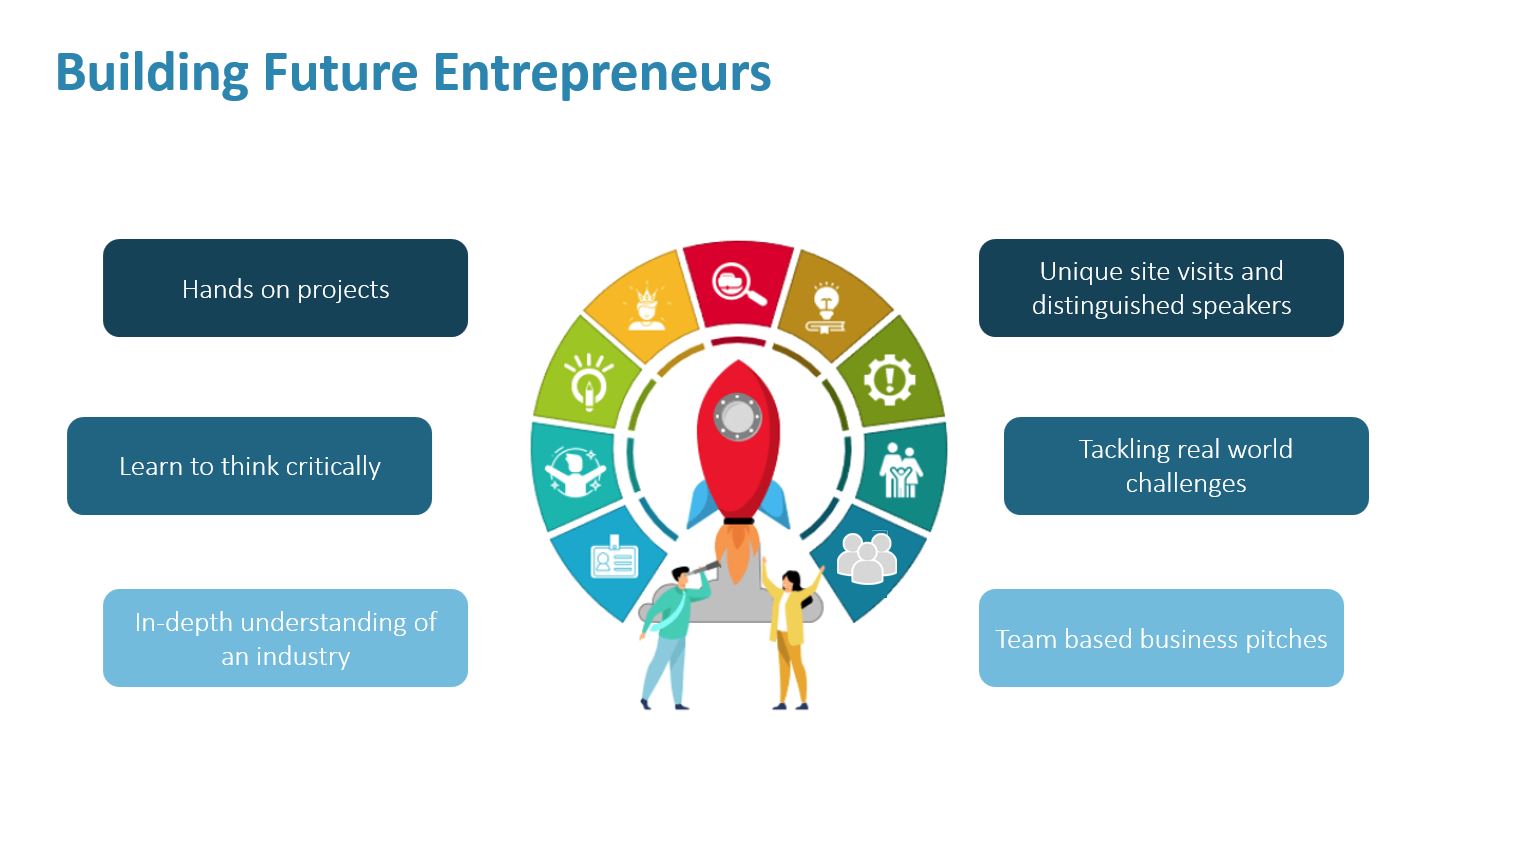 Building Future Entrepreneurs
Hands on projects
Unique site visits and
distinguished speakers
Learn to think critically
Tackling real world
challenges
In-depth understanding of
an industry
Team based business pitches